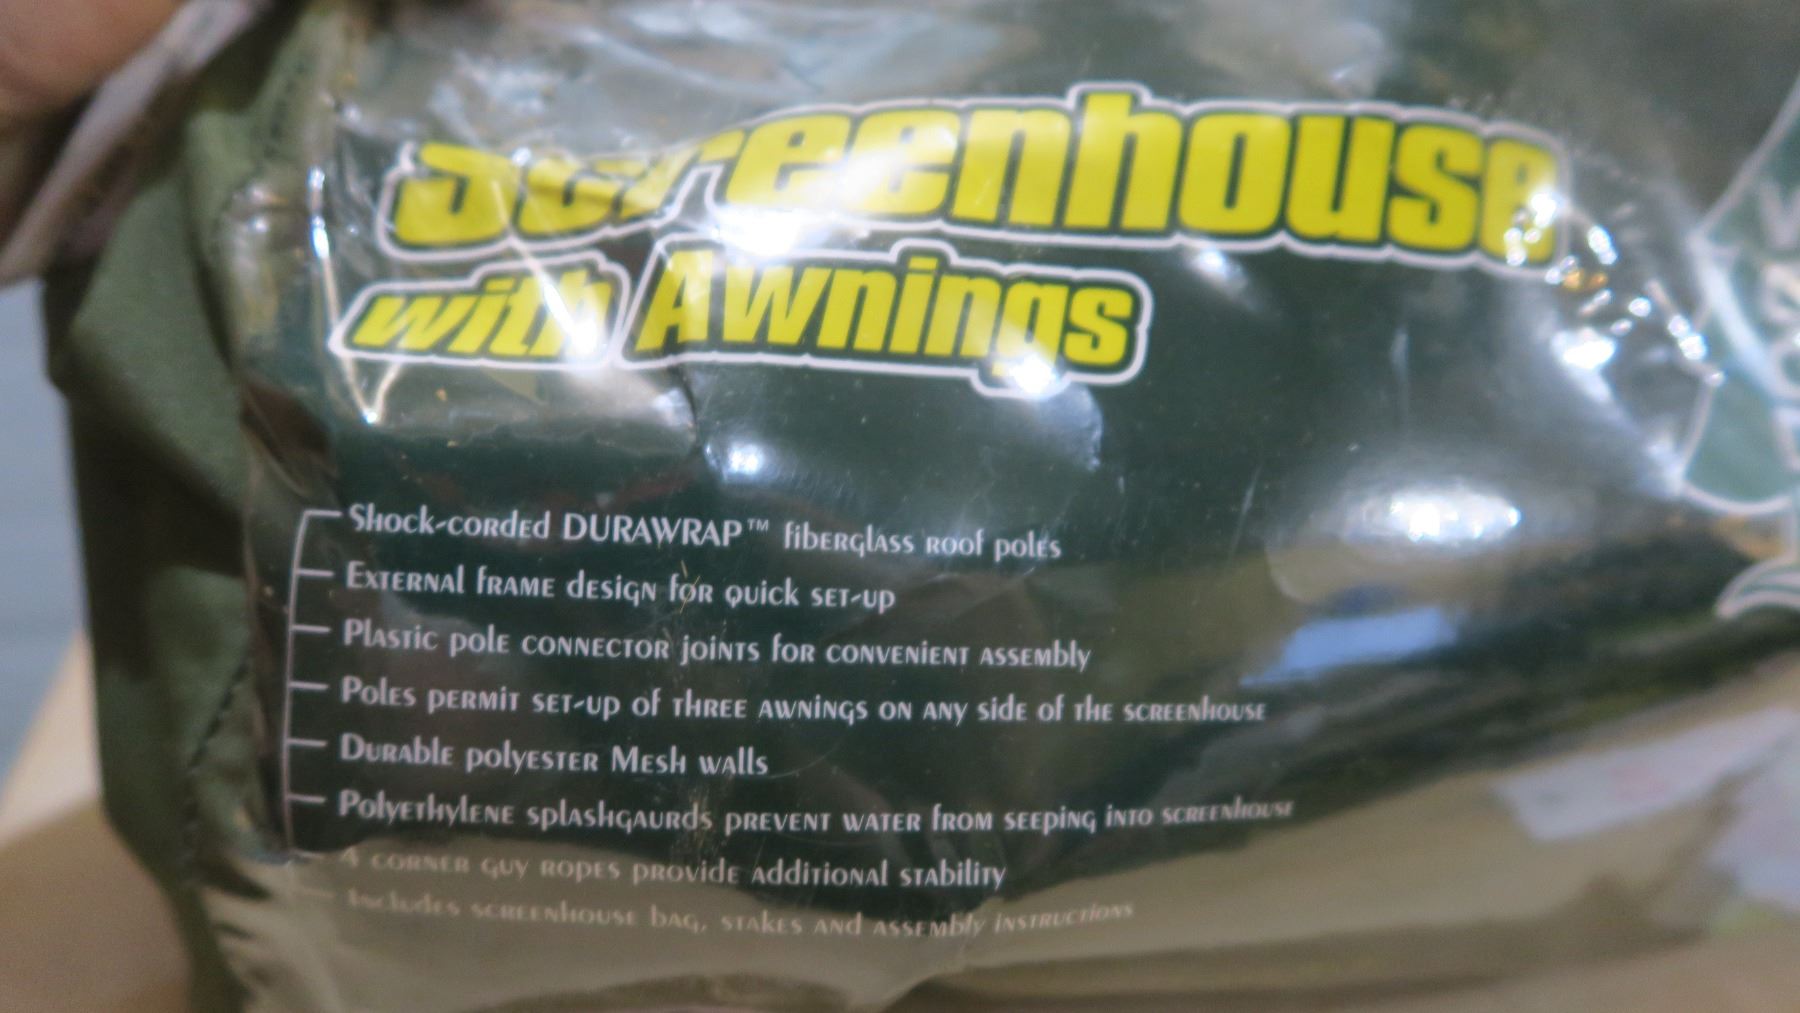 Screenhouse
with Awnings
Shock-corded DURAWRAP™ fiberglass roof poles
External frame design for quick set-up
Plastic pole connector joints for convenient assembly
Poles permit set-up of three awnings on any side of the screenhouse
Durable polyester Mesh walls
Polyethylene splashgaurds prevent water from seeping into screenhouse
4 corner guy ropes provide additional stability
Includes screenhouse bag, stakes and assembly instructions